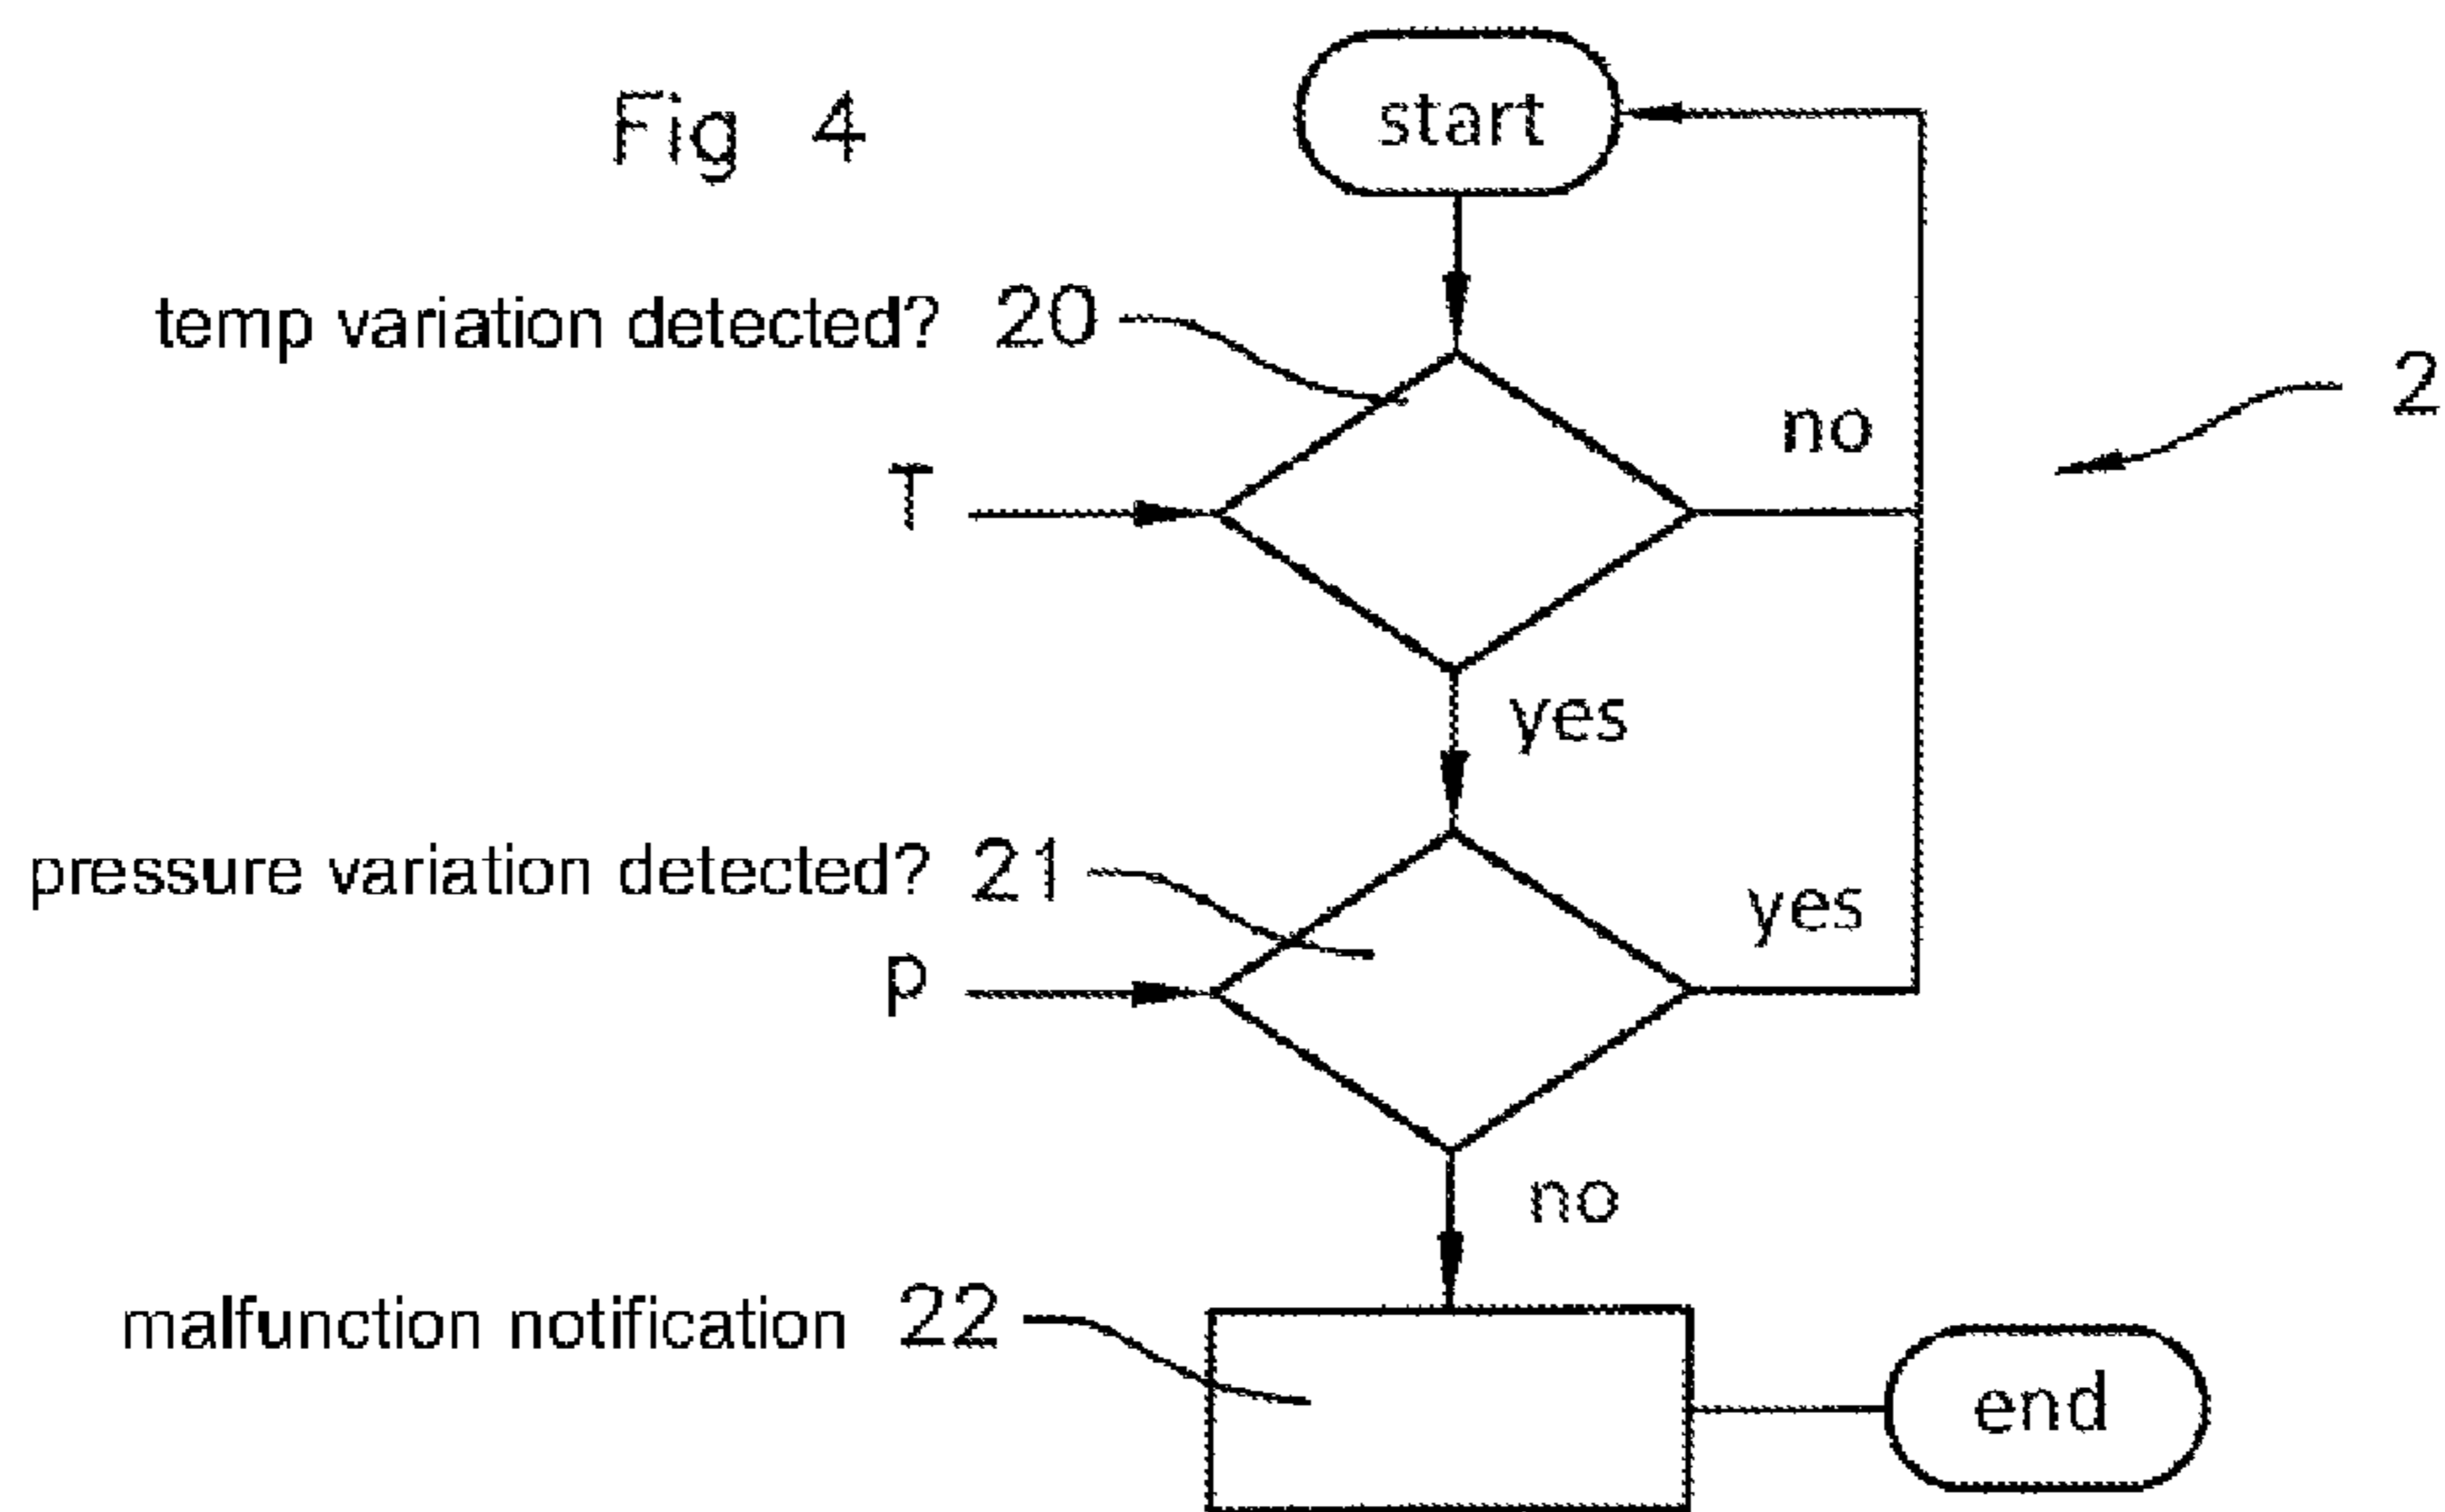 Fig 4
start
temp variation detected? 20
no
2
T
yes
pressure variation detected? 21
yes
p
no
malfunction notification 22
end